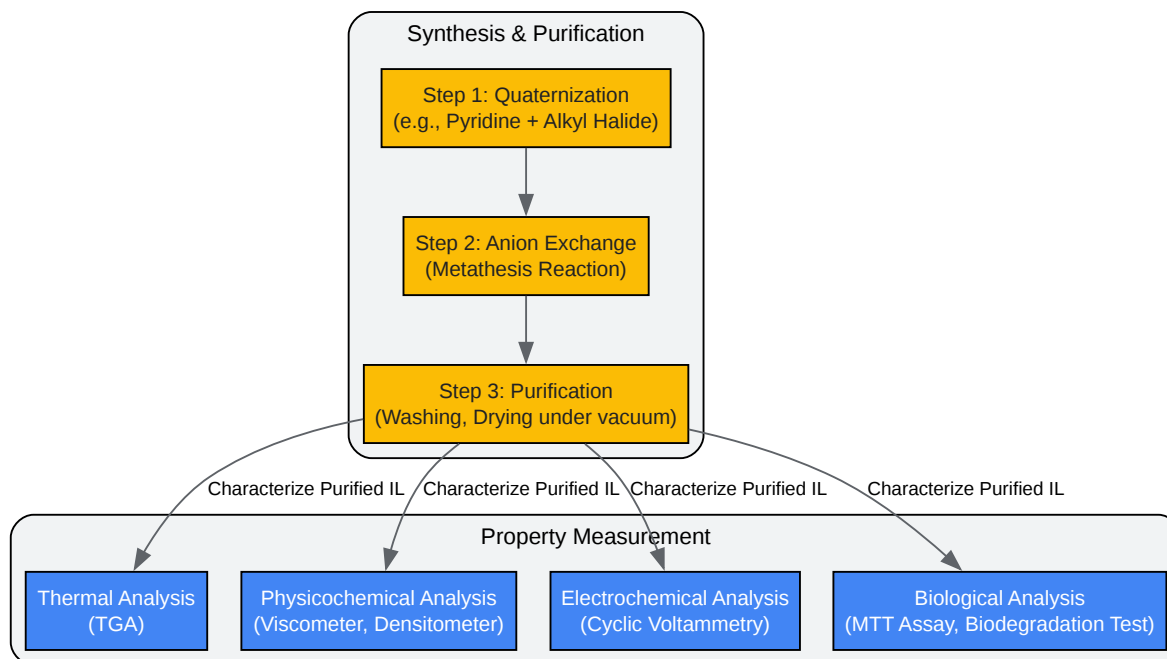 Synthesis & Purification
Step 1: Quaternization
(e.g., Pyridine + Alkyl Halide)
Step 2: Anion Exchange
(Metathesis Reaction)
Step 3: Purification
(Washing, Drying under vacuum)
Characterize Purified IL
Characterize Purified IL
Characterize Purified IL
Characterize Purified IL
Property Measurement
Thermal Analysis
(TGA)
Physicochemical Analysis
(Viscometer, Densitometer)
Electrochemical Analysis
(Cyclic Voltammetry)
Biological Analysis
(MTT Assay, Biodegradation Test)